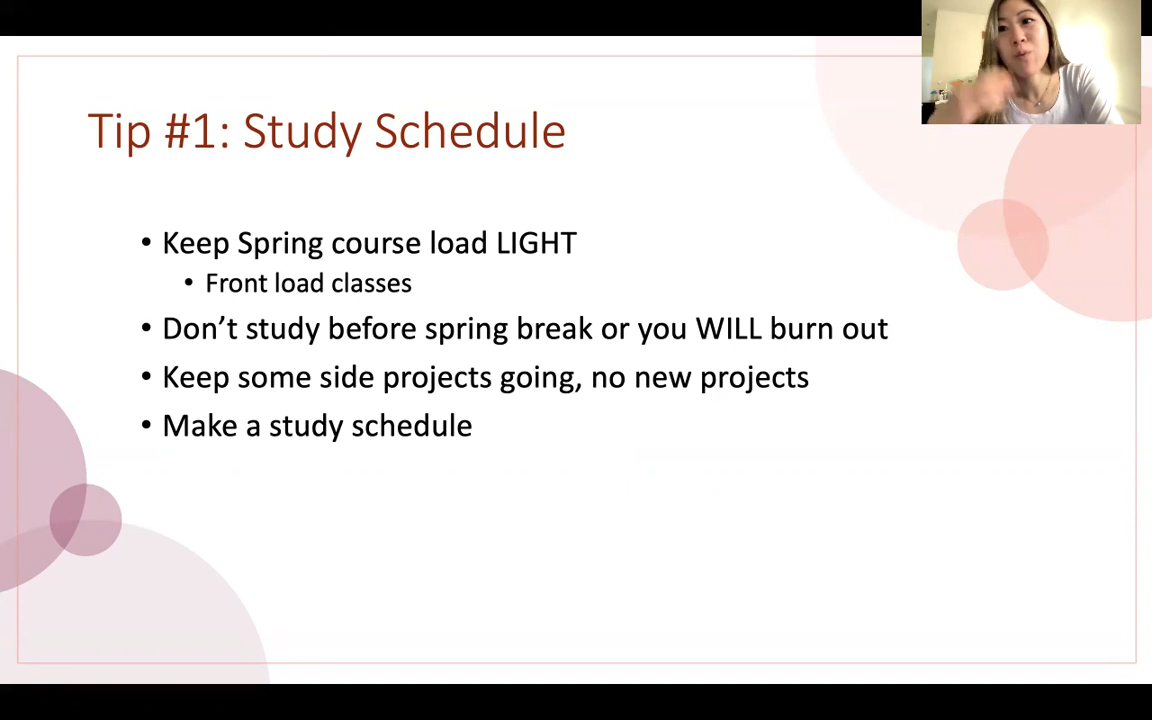 Tip #1: Study Schedule
• Keep Spring course load LIGHT
• Front load classes
• Don’t study before spring break or you WILL burn out
• Keep some side projects going, no new projects
• Make a study schedule